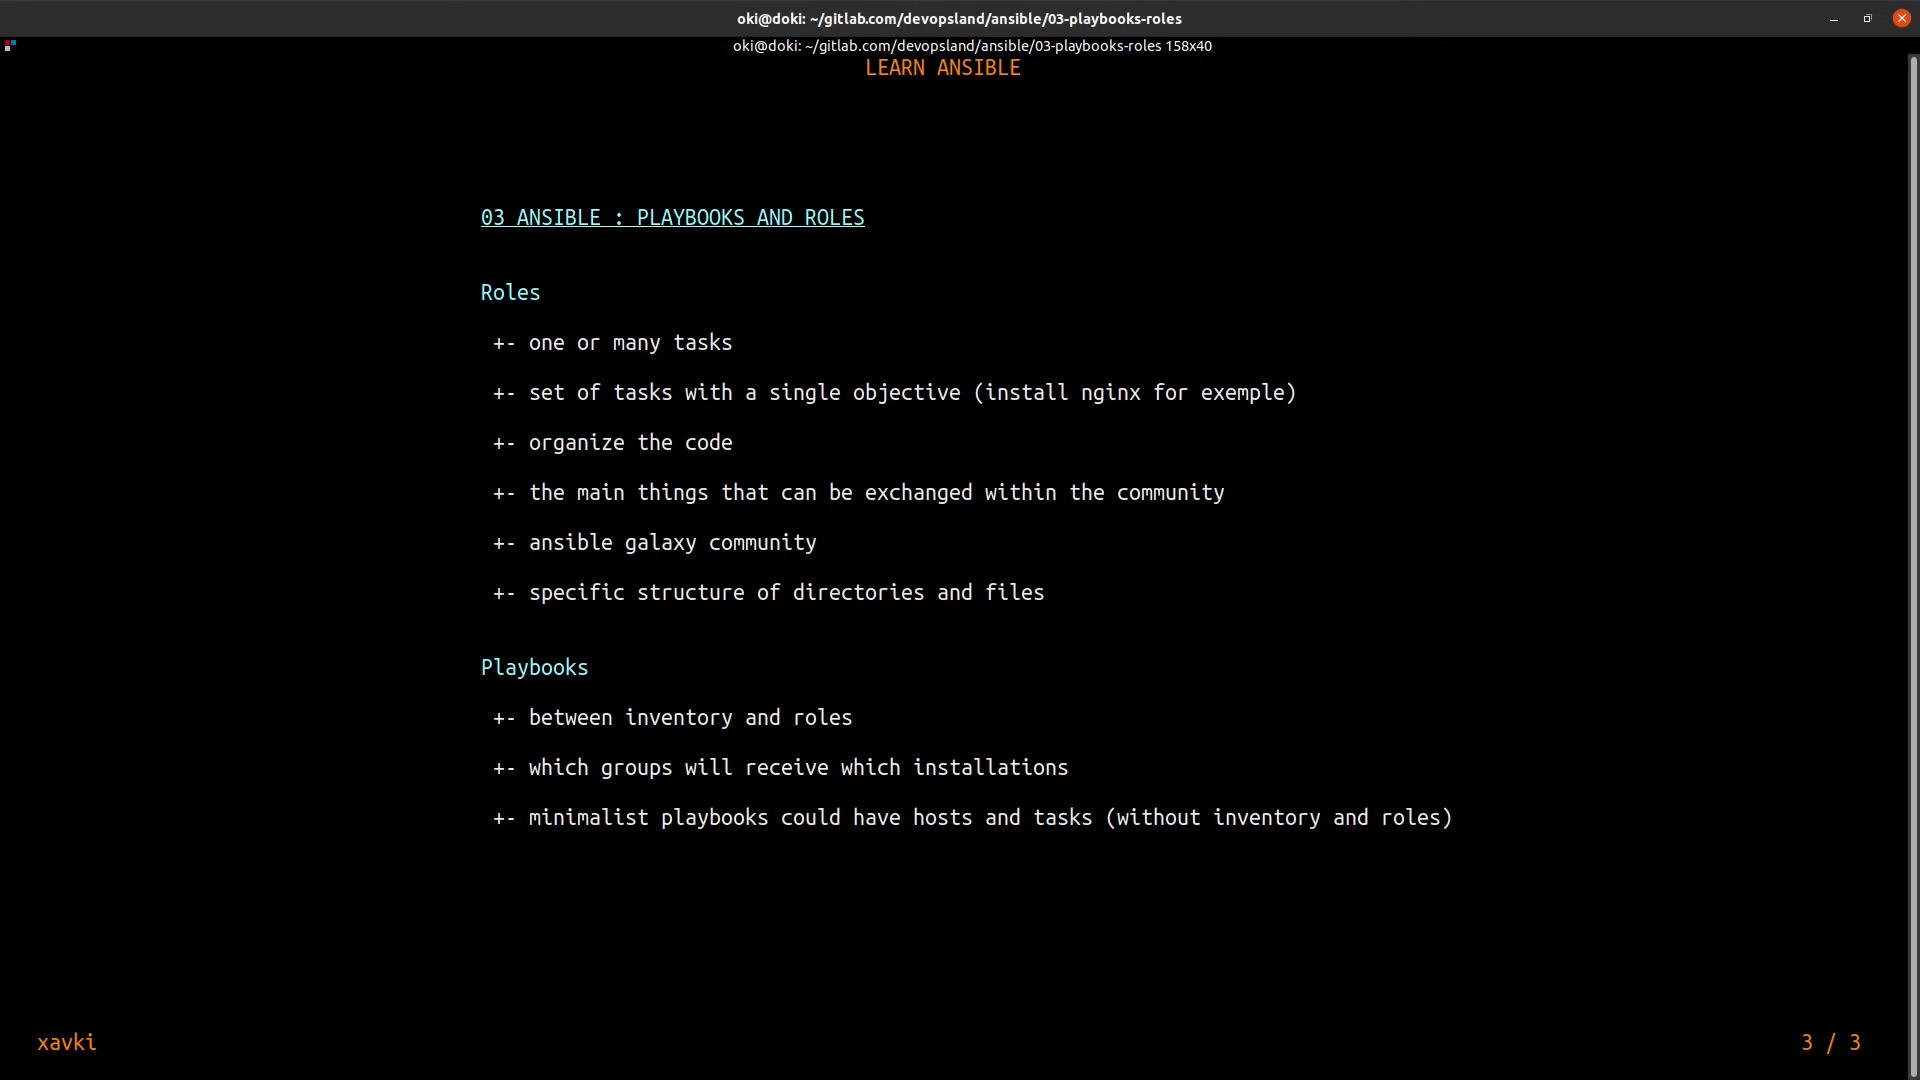 oki@doki: ~/gitlab.com/devopsland/ansible/03-playbooks-roles
oki@doki: ~/gitlab.com/devopsland/ansible/03-playbooks-roles 158x40
LEARN ANSIBLE
03 ANSIBLE : PLAYBOOKS AND ROLES
Roles
+- one or many tasks
+- set of tasks with a single objective (install nginx for exemple)
+- organize the code
+- the main things that can be exchanged within the community
+- ansible galaxy community
+- specific structure of directories and files
Playbooks
+- between inventory and roles
+- which groups will receive which installations
+- minimalist playbooks could have hosts and tasks (without inventory and roles)
xavki
3 / 3